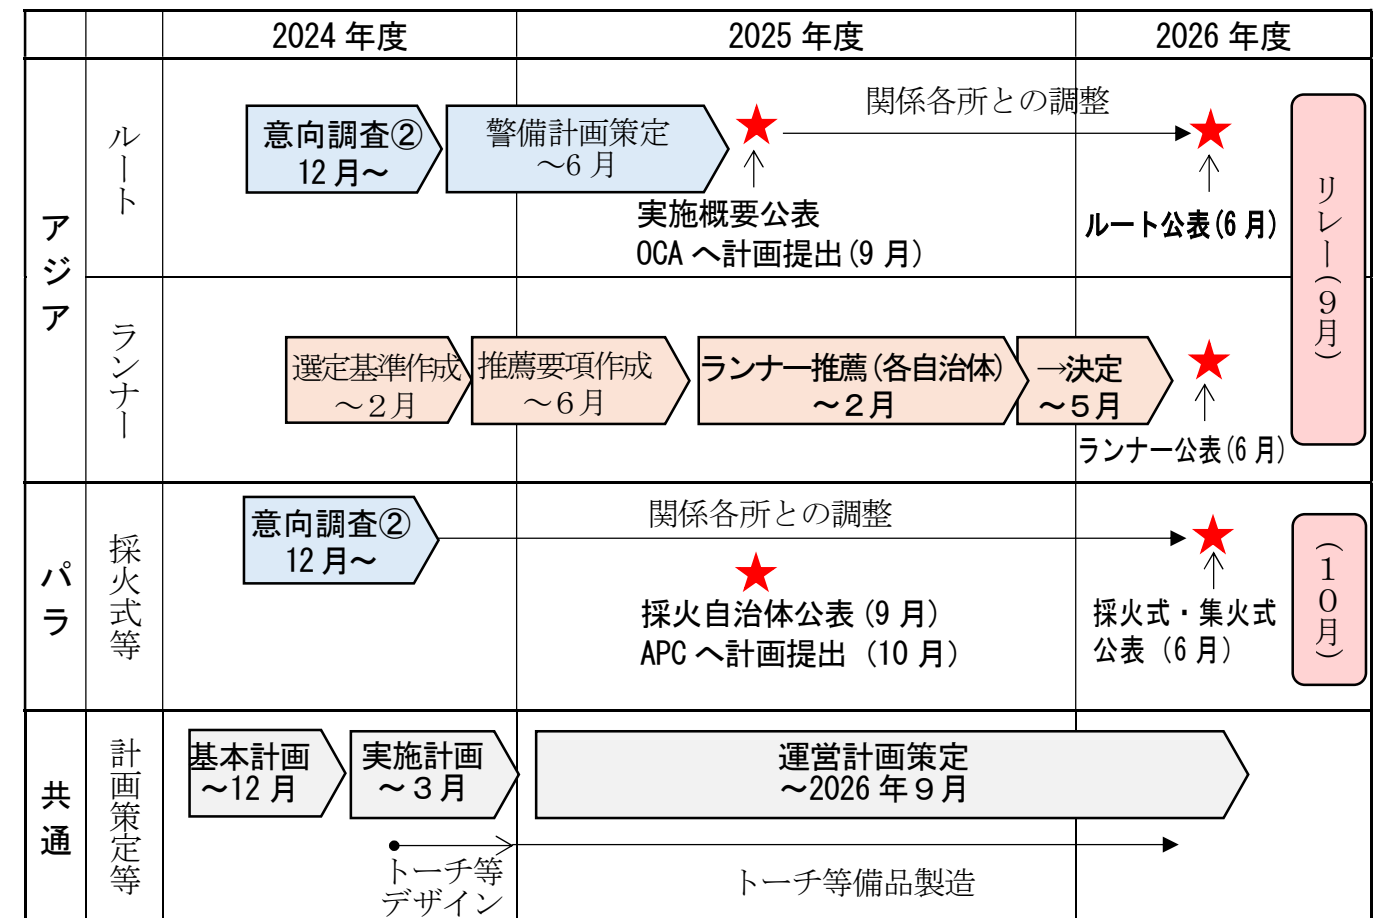 2024 年度
2025 年度
2026 年度
アジア
ルート
意向調査②
12月～
警備計画策定
～6 月
関係各所との調整
実施概要公表
OCA へ計画提出(9 月)
ルート公表(6 月)
リレー(９月)
ランナー
選定基準作成
～２月
推薦要項作成
～６月
ランナー推薦(各自治体)
～２月
→決定
～５月
ランナー公表(6 月)
パラ
採火式等
意向調査②
12月～
関係各所との調整
採火自治体公表(9 月)
APC へ計画提出（10 月）
採火式・集火式
公表（6 月）
(１０月)
共通
計画策定等
基本計画
～12 月
実施計画
～３月
運営計画策定
～2026 年９月
トーチ等
デザイン
トーチ等備品製造